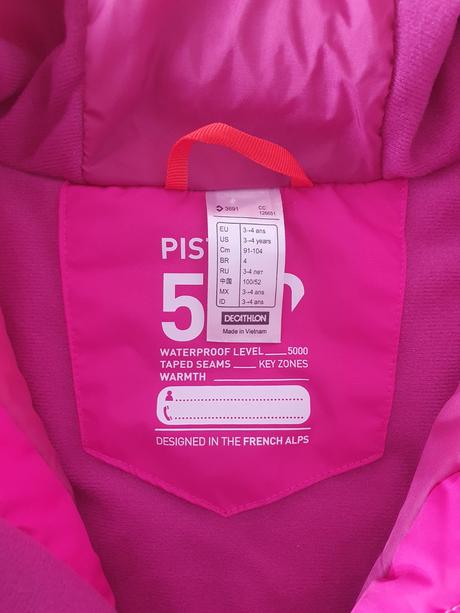 3691 CC 126651
EU 3-4 ans
US 3-4 years
Cm 91-104
BR 4
RU 3-4 лет
中国 100/52
MX 3-4 ans
ID 3-4 ans
DECATHLON
Made in Vietnam
PIS
5
WATERPROOF LEVEL 5000
TAPED SEAMS KEY ZONES
WARMTH
DESIGNED IN THE FRENCH ALPS